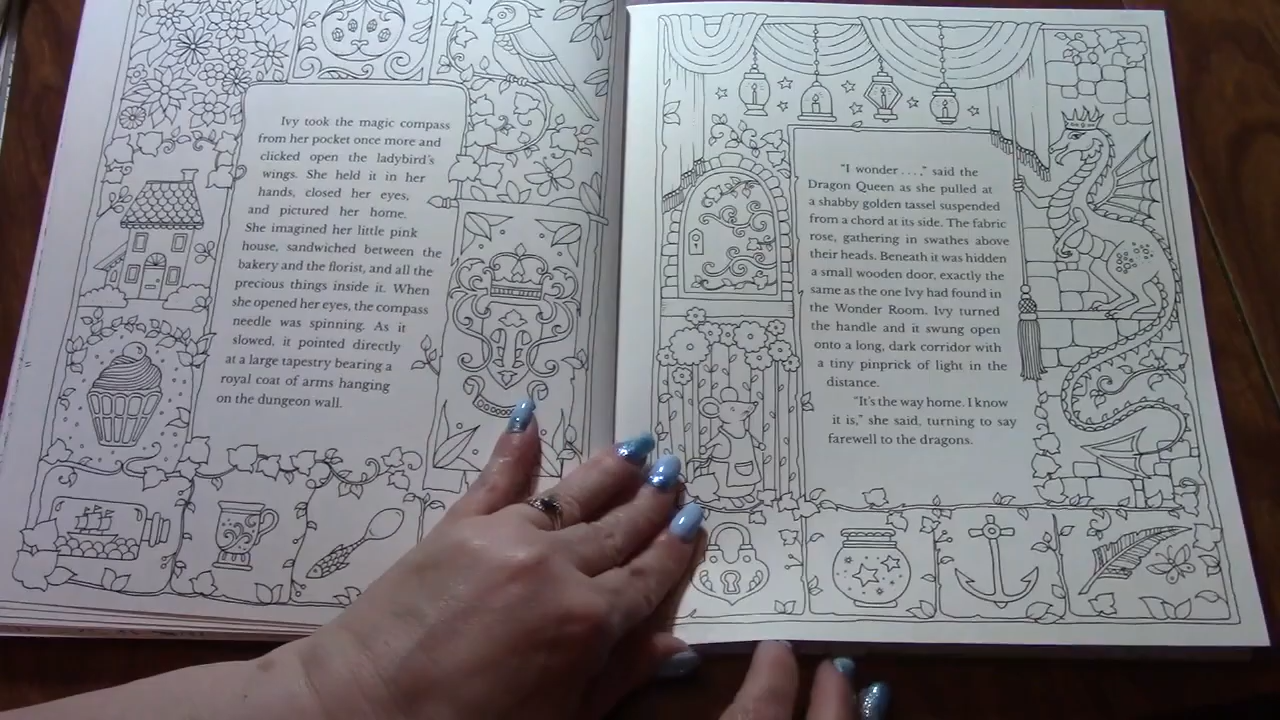 Ivy took the magic compass
from her pocket once more and
clicked open the ladybird's
wings. She held it in her
hands, closed her eyes,
and pictured her home.
She imagined her little pink
house, sandwiched between the
bakery and the florist, and all the
precious things inside it. When
she opened her eyes, the compass
needle was spinning. As it
slowed, it pointed directly
at a large tapestry bearing a
royal coat of arms hanging
on the dungeon wall.
"I wonder . . . ," said the
Dragon Queen as she pulled at
a shabby golden tassel suspended
from a chord at its side. The fabric
rose, gathering in swathes above
their heads. Beneath it was hidden
a small wooden door, exactly the
same as the one Ivy had found in
the Wonder Room. Ivy turned
the handle and it swung open
onto a long, dark corridor with
a tiny pinprick of light in the
distance.
"It's the way home. I know
it is," she said, turning to say
farewell to the dragons.